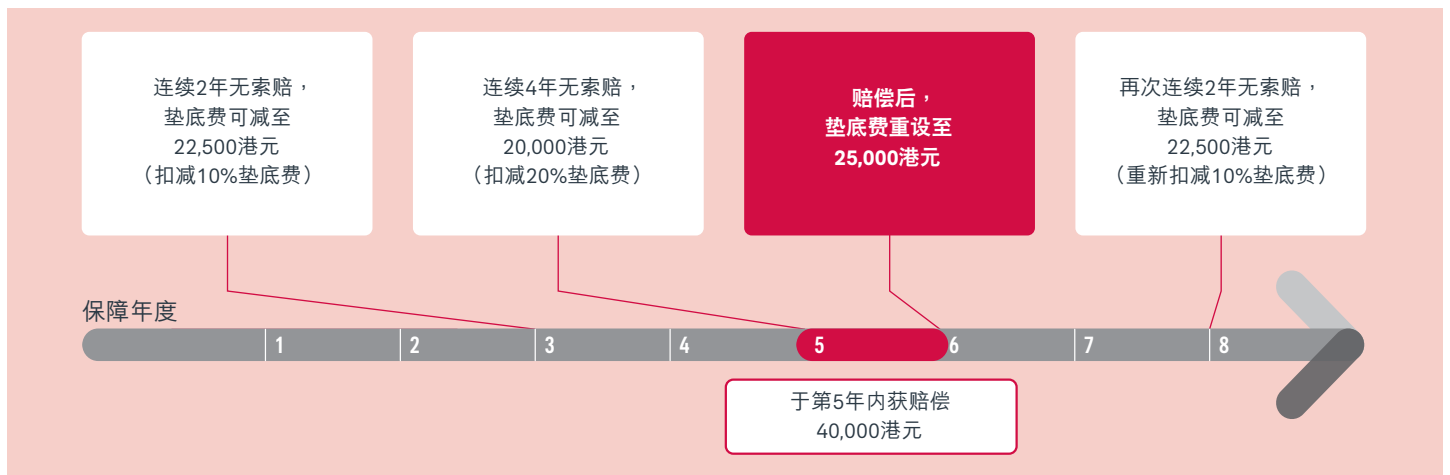 连续2年无索赔，
垫底费可减至
22,500港元
（扣减10%垫底费）
连续4年无索赔，
垫底费可减至
20,000港元
（扣减20%垫底费）
赔偿后，
垫底费重设至
25,000港元
再次连续2年无索赔，
垫底费可减至
22,500港元
（重新扣减10%垫底费）
保障年度
1 2 3 4 5 6 7 8
于第5年内获赔偿
40,000港元